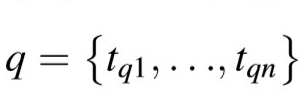 q = {t_{q1}, . . ., t_{qn}}